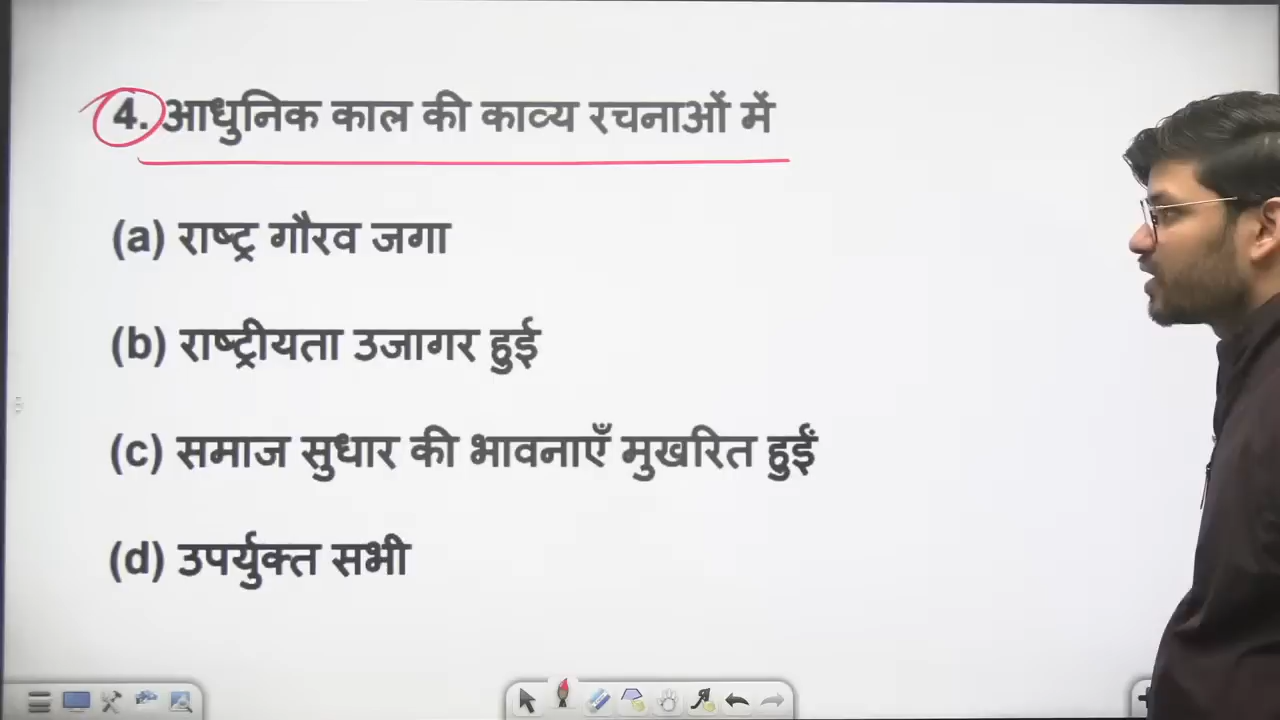 4. आधुनिक काल की काव्य रचनाओं में
(a) राष्ट्र गौरव जगा
(b) राष्ट्रीयता उजागर हुई
(c) समाज सुधार की भावनाएँ मुखरित हुईं
(d) उपर्युक्त सभी